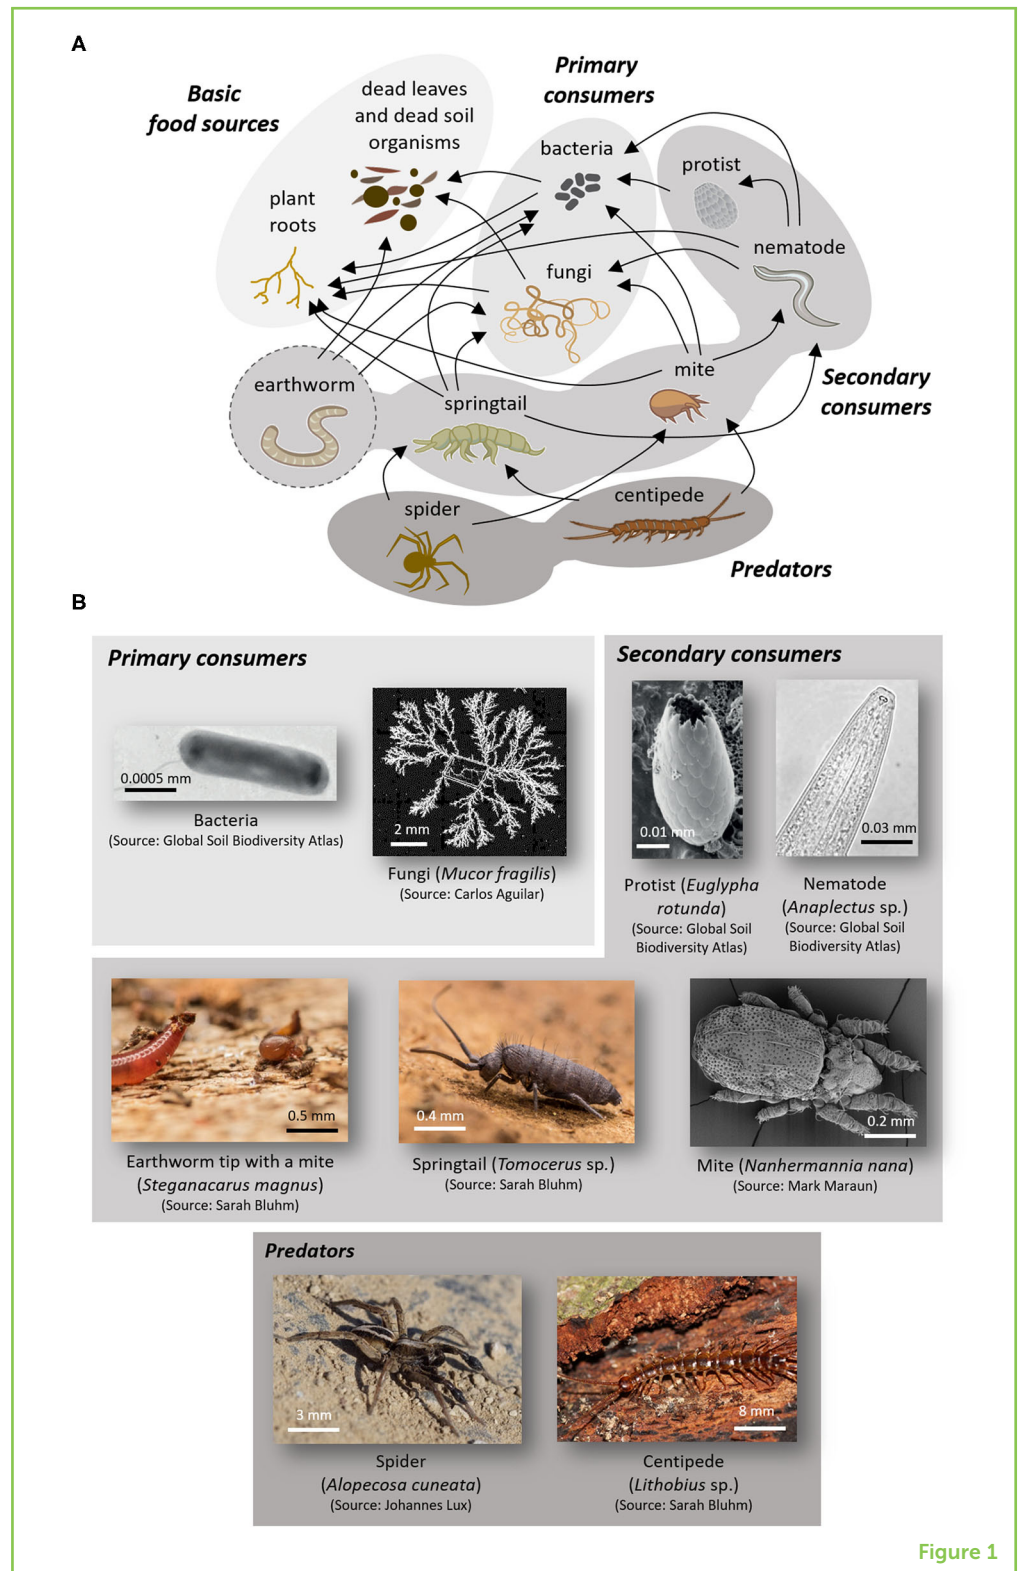 A
Basic
food sources
dead leaves
and dead soil
organisms
plant
roots
Primary
consumers
bacteria
fungi
protist
nematode
earthworm
springtail
mite
Secondary
consumers
spider
centipede
Predators
B
Primary consumers
0.0005 mm
Bacteria
(Source: Global Soil Biodiversity Atlas)
2 mm
Fungi (Mucor fragilis)
(Source: Carlos Aguilar)
Secondary consumers
0.01 mm
Protist (Euglypha
rotunda)
(Source: Global Soil
Biodiversity Atlas)
0.03 mm
Nematode
(Anaplectus sp.)
(Source: Global Soil
Biodiversity Atlas)
0.5 mm
Earthworm tip with a mite
(Steganacarus magnus)
(Source: Sarah Bluhm)
0.4 mm
Springtail (Tomocerus sp.)
(Source: Sarah Bluhm)
0.2 mm
Mite (Nanhermannia nana)
(Source: Mark Maraun)
Predators
3 mm
Spider
(Alopecosa cuneata)
(Source: Johannes Lux)
8 mm
Centipede
(Lithobius sp.)
(Source: Sarah Bluhm)
Figure 1